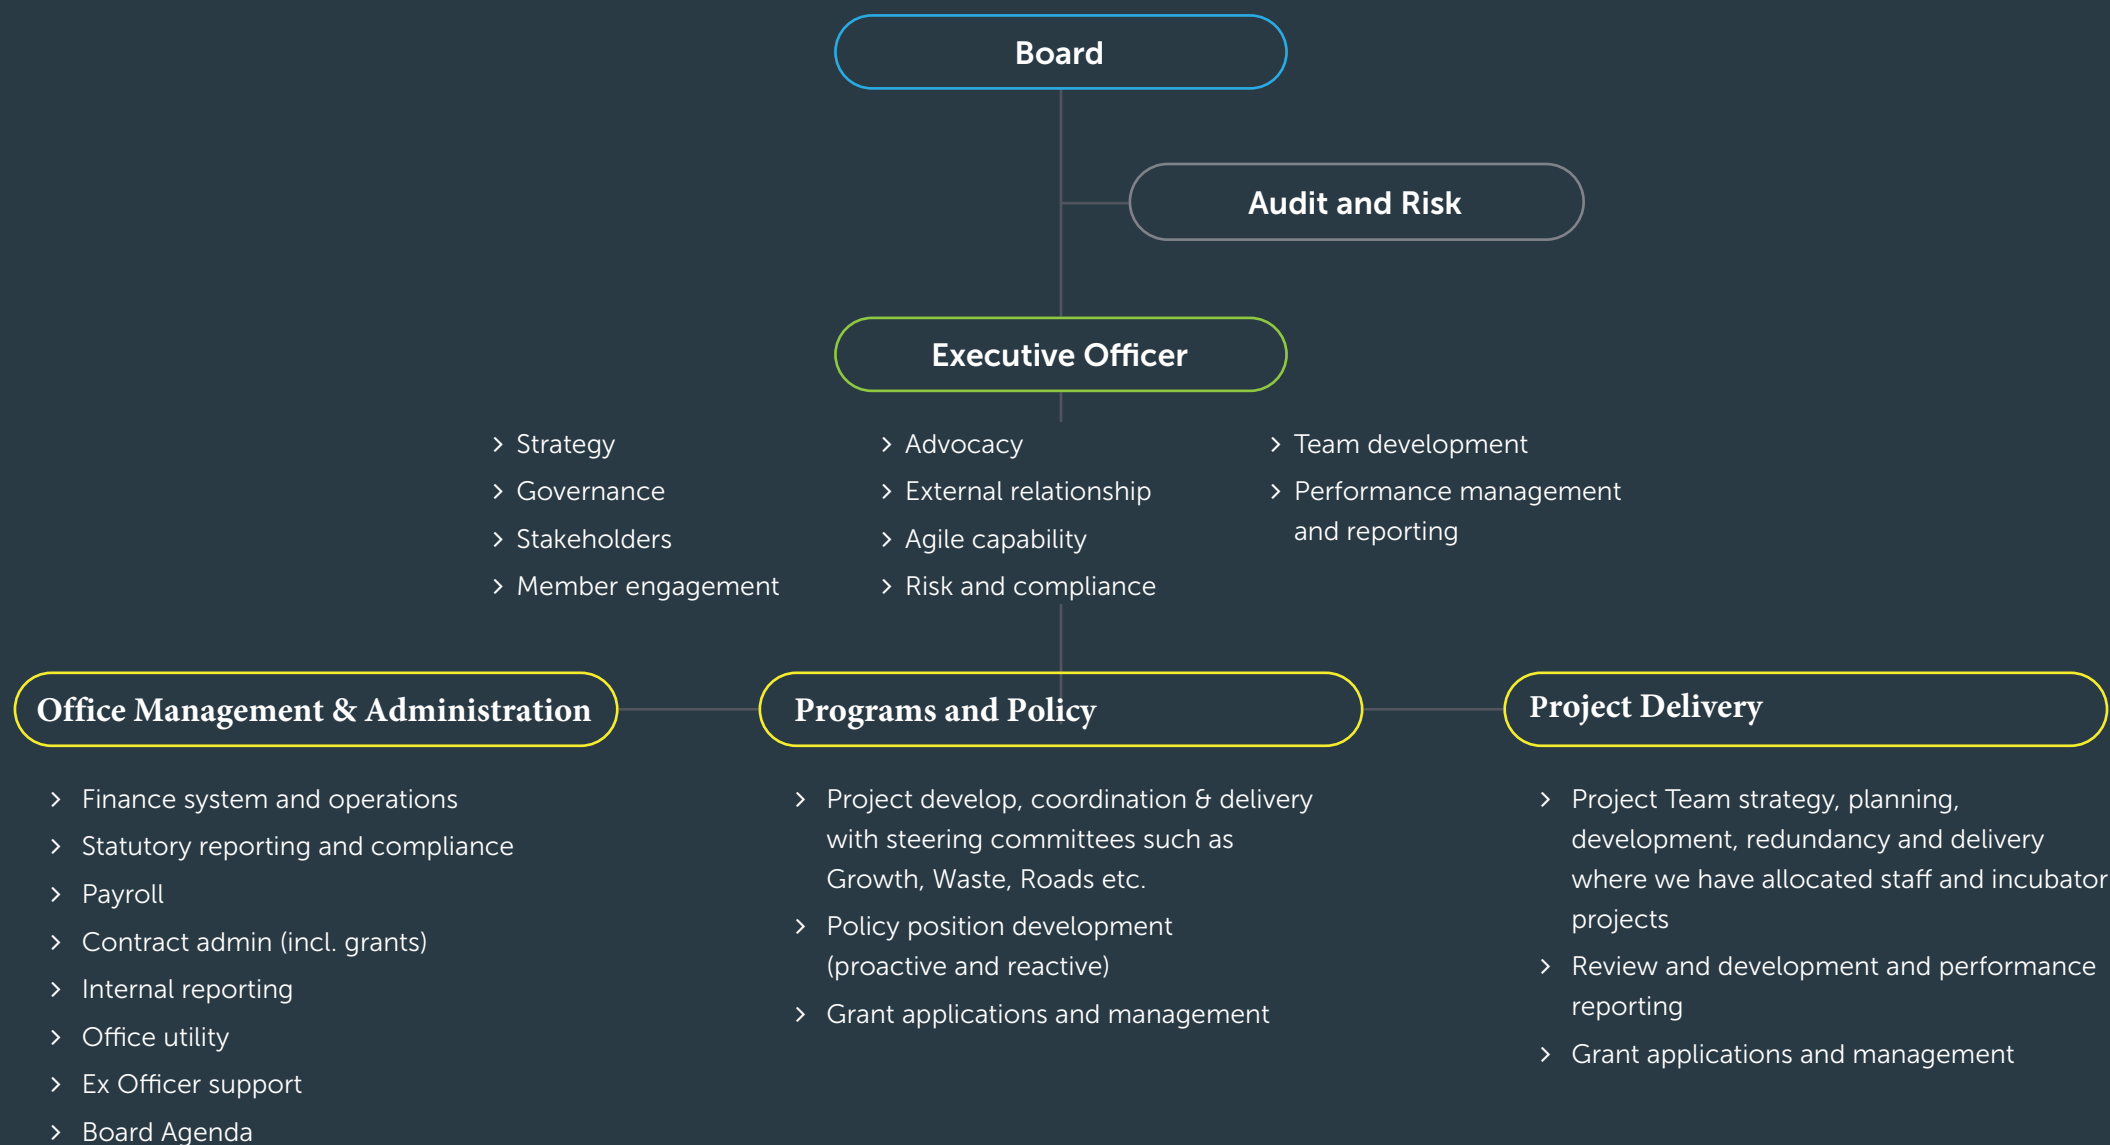 Board
Audit and Risk
Executive Officer
Strategy
Governance
Stakeholders
Member engagement
Advocacy
External relationship
Agile capability
Risk and compliance
Team development
Performance management
and reporting
Office Management & Administration
Finance system and operations
Statutory reporting and compliance
Payroll
Contract admin (incl. grants)
Internal reporting
Office utility
Ex Officer support
Board Agenda
Programs and Policy
Project develop, coordination & delivery
with steering committees such as
Growth, Waste, Roads etc.
Policy position development
(proactive and reactive)
Grant applications and management
Project Delivery
Project Team strategy, planning,
development, redundancy and delivery
where we have allocated staff and incubator
projects
Review and development and performance
reporting
Grant applications and management